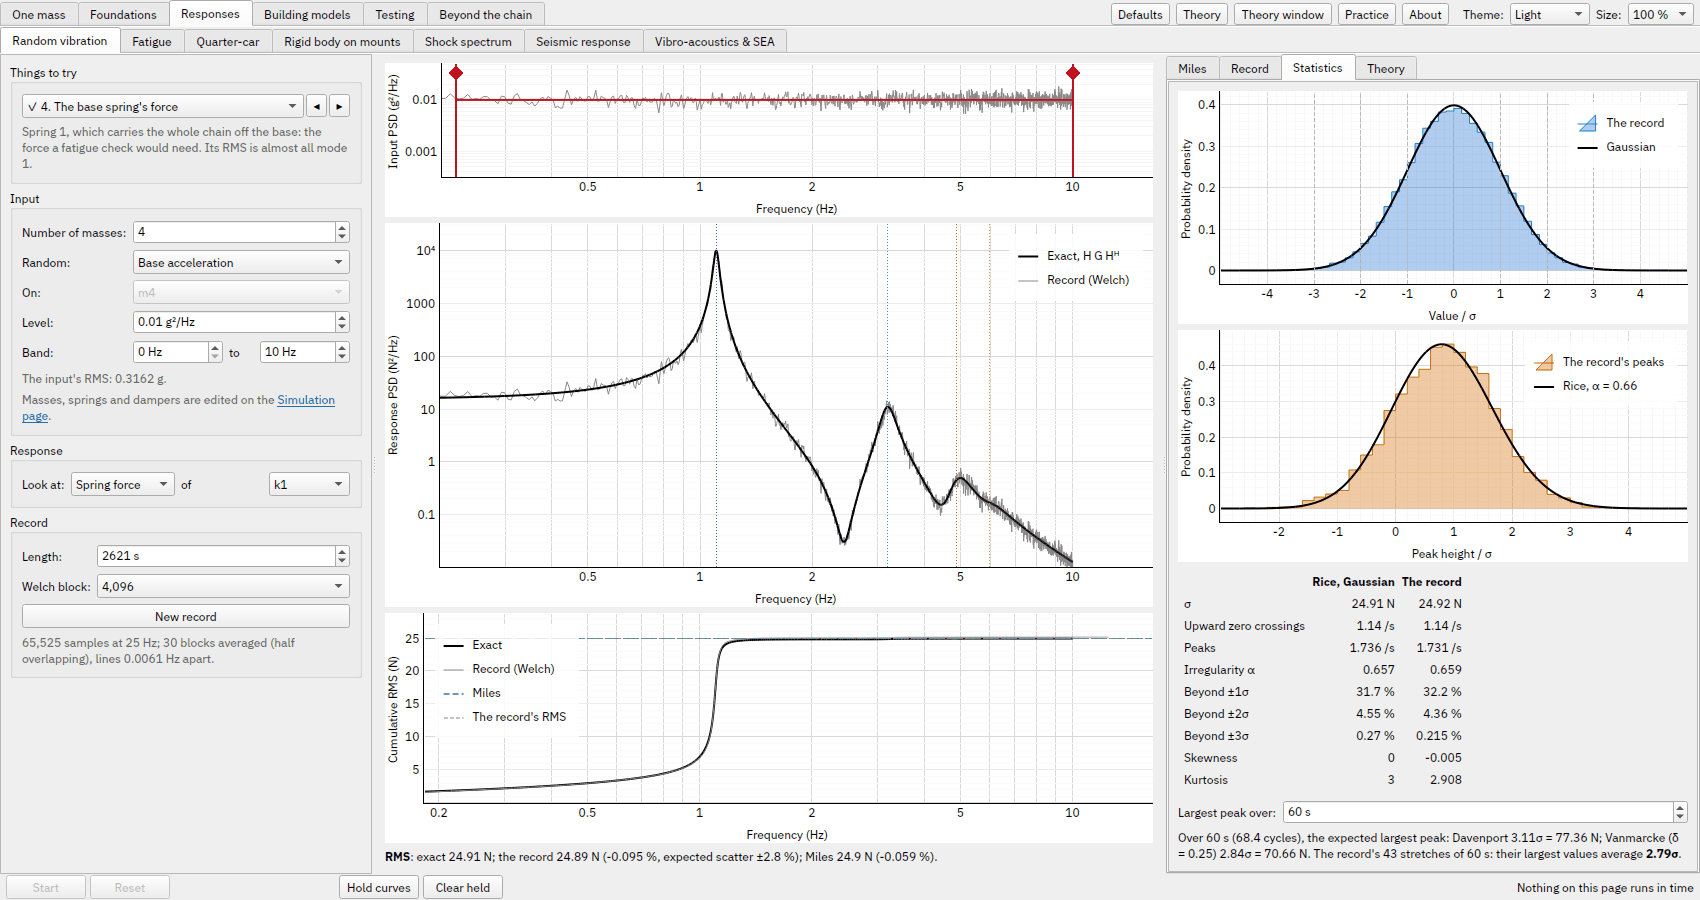 One mass Foundations Responses Building models Testing Beyond the chain Defaults Theory Theory window Practice About Theme: Light Size: 100 %
Random vibration Fatigue Quarter-car Rigid body on mounts Shock spectrum Seismic response Vibro-acoustics & SEA
Things to try
✓ 4. The base spring's force
Spring 1, which carries the whole chain off the base: the
force a fatigue check would need. Its RMS is almost all mode
1.
Input
Number of masses: 4
Random: Base acceleration
On: m4
Level: 0.01 g²/Hz
Band: 0 Hz to 10 Hz
The input's RMS: 0.3162 g.
Masses, springs and dampers are edited on the Simulation
page.
Response
Look at: Spring force of k1
Record
Length: 2621 s
Welch block: 4,096
New record
65,525 samples at 25 Hz; 30 blocks averaged (half
overlapping), lines 0.0061 Hz apart.
Input PSD (g²/Hz)
0.01
0.001
0.5 1 2 5 10
Frequency (Hz)
Response PSD (N²/Hz)
10⁴
1000
100
10
1
0.1
Exact, H G Hᴴ
Record (Welch)
0.5 1 2 5 10
Frequency (Hz)
Cumulative RMS (N)
25
20
15
10
5
Exact
Record (Welch)
Miles
The record's RMS
0.2 0.5 1 2 5 10
Frequency (Hz)
RMS: exact 24.91 N; the record 24.89 N (-0.095 %, expected scatter ±2.8 %); Miles 24.9 N (-0.059 %).
Miles Record Statistics Theory
Probability density
0.4
0.3
0.2
0.1
0
The record
Gaussian
-4 -3 -2 -1 0 1 2 3 4
Value / σ
Probability density
0.4
0.3
0.2
0.1
0
The record's peaks
Rice, α = 0.66
-2 -1 0 1 2 3 4
Peak height / σ
Rice, Gaussian The record
σ 24.91 N 24.92 N
Upward zero crossings 1.14 /s 1.14 /s
Peaks 1.736 /s 1.731 /s
Irregularity α 0.657 0.659
Beyond ±1σ 31.7 % 32.2 %
Beyond ±2σ 4.55 % 4.36 %
Beyond ±3σ 0.27 % 0.215 %
Skewness 0 -0.005
Kurtosis 3 2.908
Largest peak over: 60 s
Over 60 s (68.4 cycles), the expected largest peak: Davenport 3.11σ = 77.36 N; Vanmarcke (δ
= 0.25) 2.84σ = 70.66 N. The record's 43 stretches of 60 s: their largest values average 2.79σ.
Start Reset Hold curves Clear held Nothing on this page runs in time